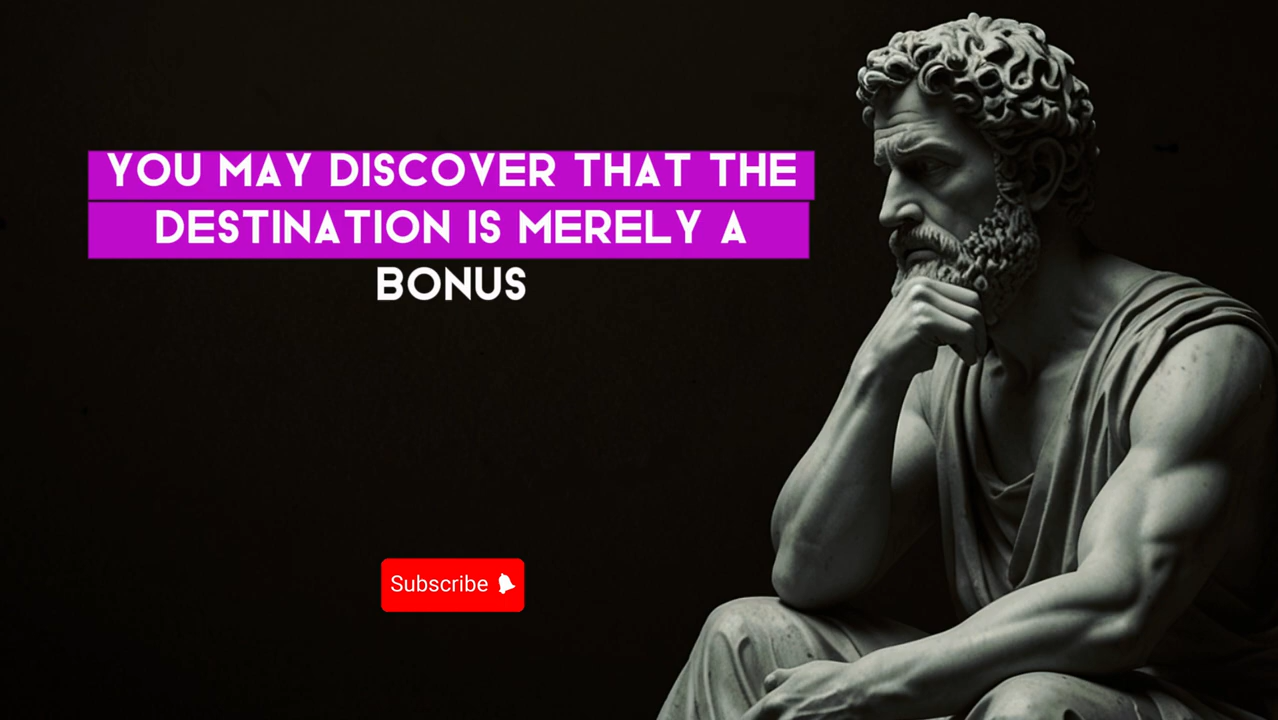 YOU MAY DISCOVER THAT THE
DESTINATION IS MERELY A
BONUS
Subscribe